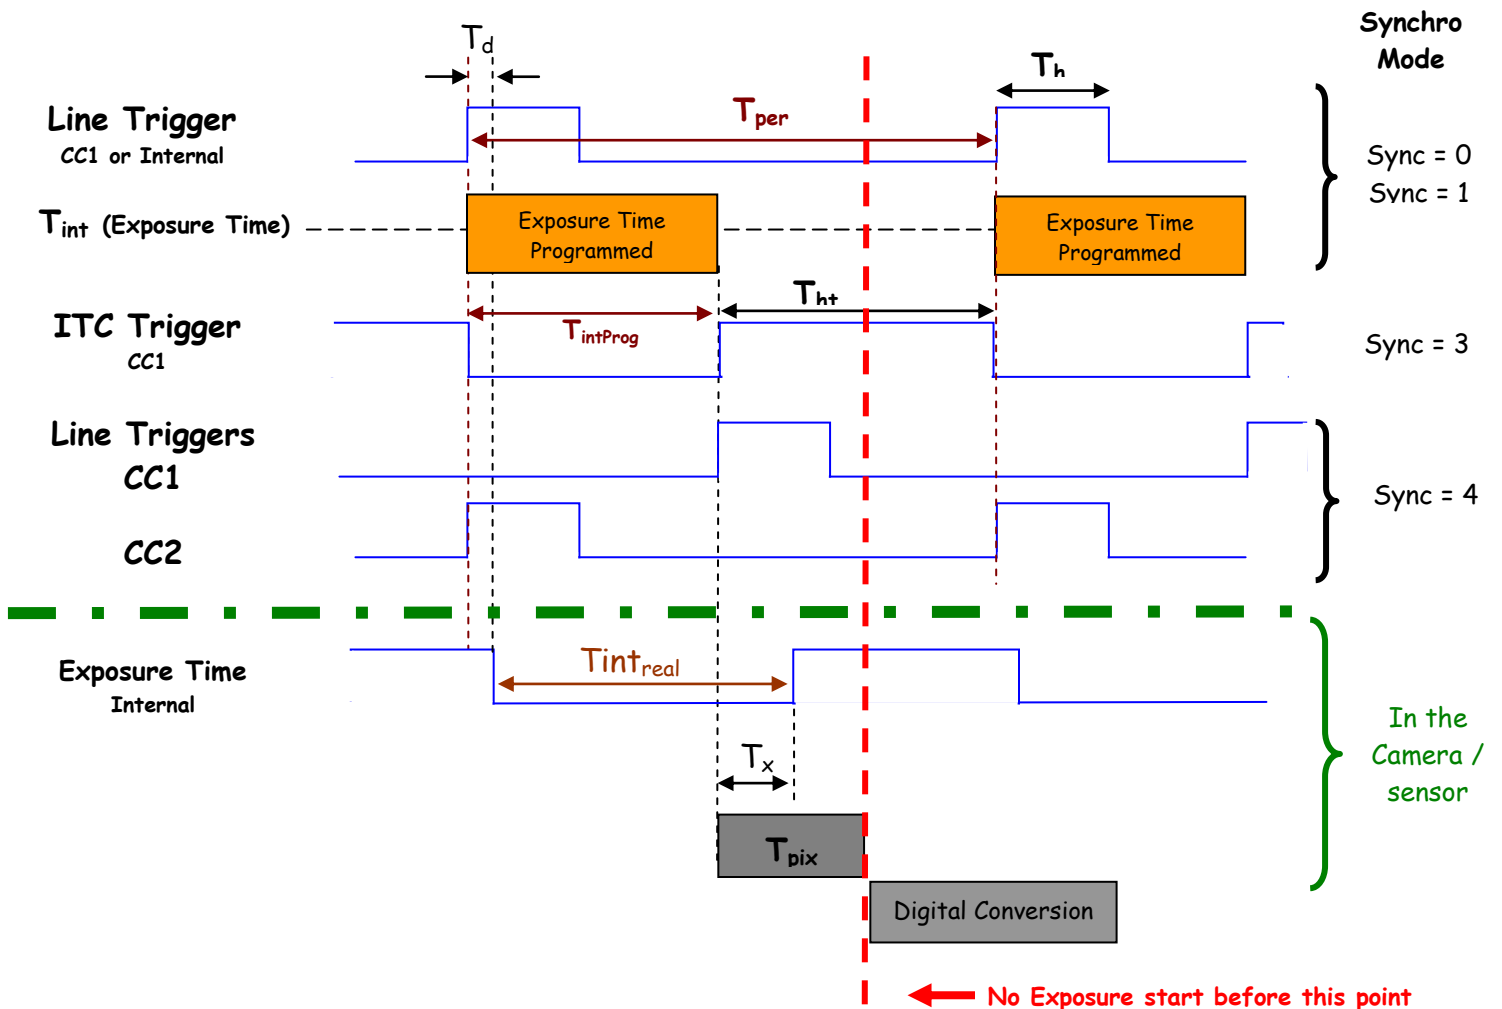 Synchro
Mode
Td
Th
Line Trigger
CC1 or Internal
Tper
Sync = 0
Sync = 1
Tint (Exposure Time)
Exposure Time
Programmed
Exposure Time
Programmed
ITC Trigger
CC1
TintProg
Tht
Sync = 3
Line Triggers
CC1
CC2
Sync = 4
Exposure Time
Internal
Tintreal
Tx
In the
Camera /
sensor
Tpix
Digital Conversion
No Exposure start before this point